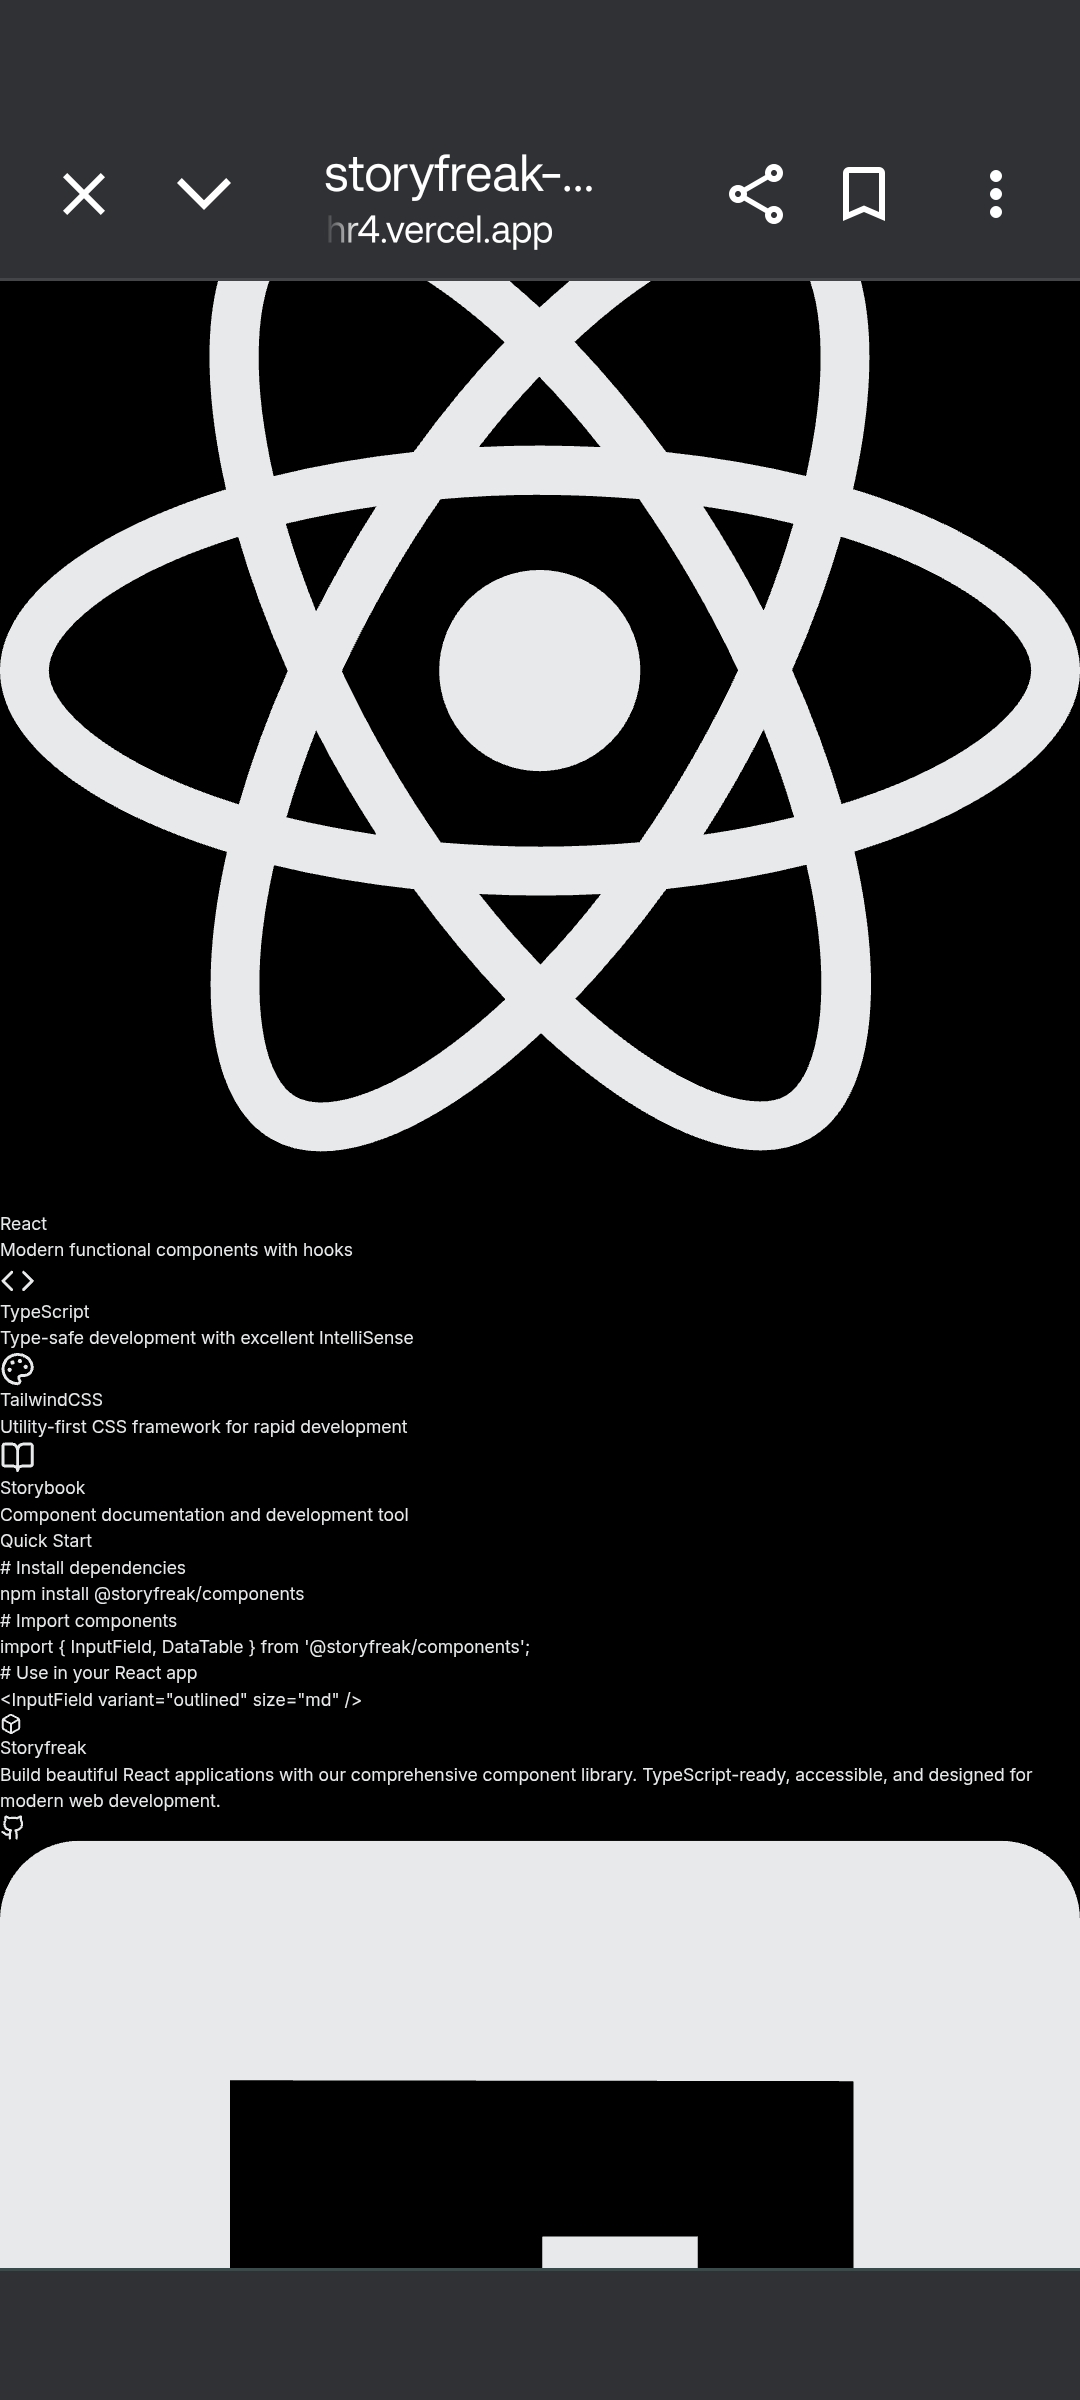 storyfreak-...
hr4.vercel.app
React
Modern functional components with hooks
TypeScript
Type-safe development with excellent IntelliSense
TailwindCSS
Utility-first CSS framework for rapid development
Storybook
Component documentation and development tool
Quick Start
# Install dependencies
npm install @storyfreak/components
# Import components
import { InputField, DataTable } from '@storyfreak/components';
# Use in your React app
<InputField variant="outlined" size="md" />
Storyfreak
Build beautiful React applications with our comprehensive component library. TypeScript-ready, accessible, and designed for
modern web development.